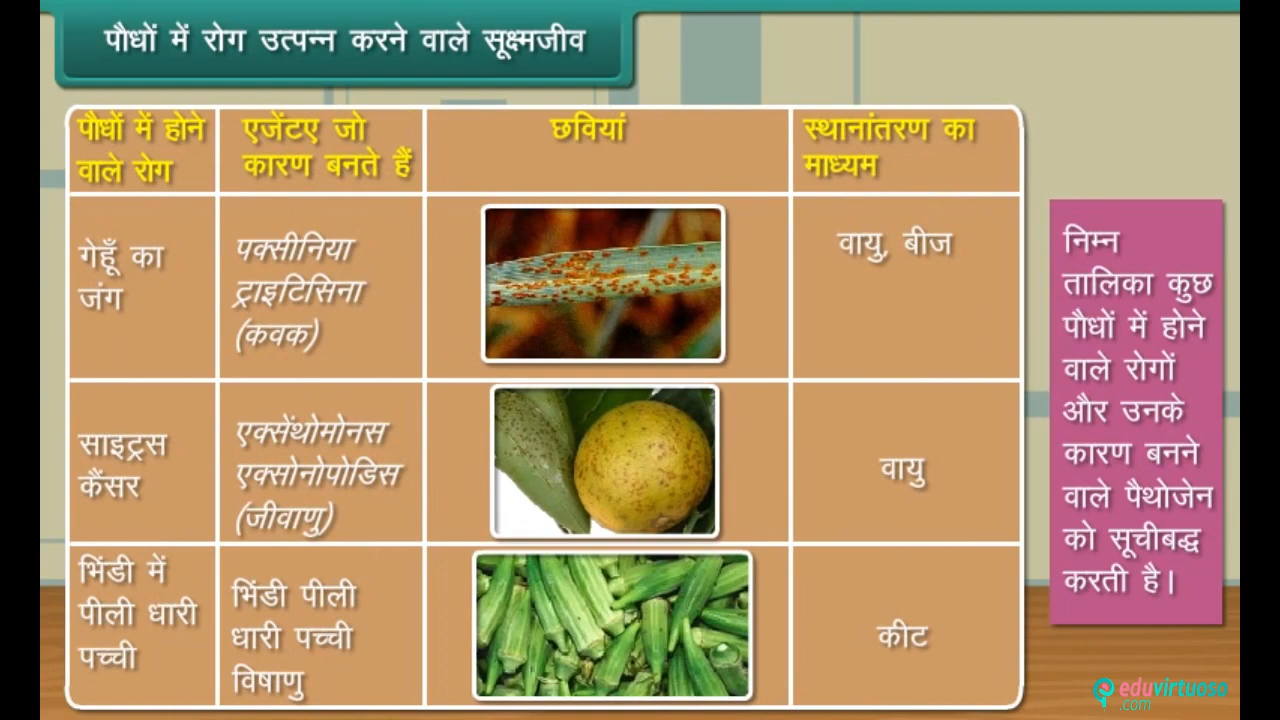 पौधों में रोग उत्पन्न करने वाले सूक्ष्मजीव
पौधों में होने
वाले रोग
एजेंटए जो
कारण बनते हैं
छवियां
स्थानांतरण का
माध्यम
गेहूँ का
जंग
पक्सीनिया
ट्राइटिसिना
(कवक)
वायु, बीज
साइट्रस
कैंसर
एक्सेंथोमोनस
एक्सोनोपोडिस
(जीवाणु)
वायु
भिंडी में
पीली धारी
पच्ची
भिंडी पीली
धारी पच्ची
विषाणु
कीट
निम्न
तालिका कुछ
पौधों में होने
वाले रोगों
और उनके
कारण बनने
वाले पैथोजेन
को सूचीबद्ध
करती है।
eduvirtuoso
.com